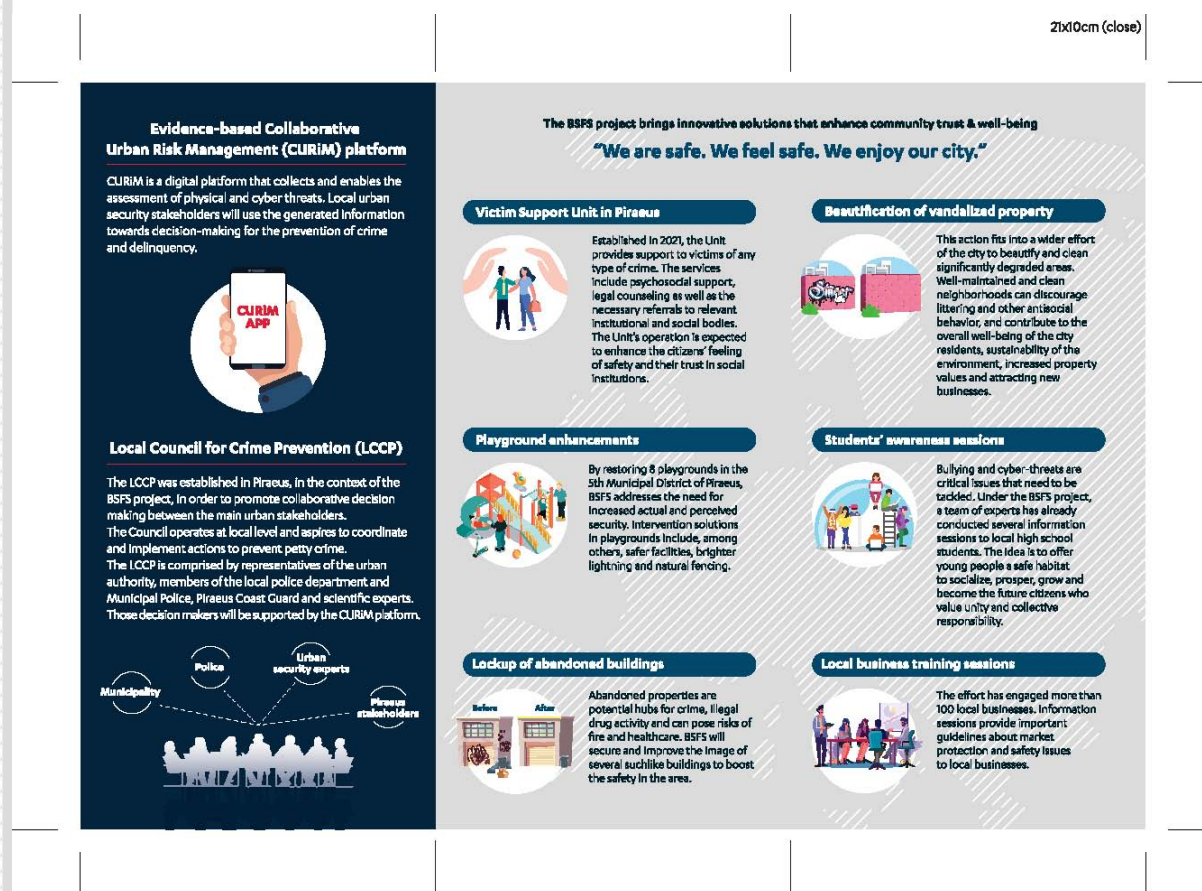 21x10cm (close)
Evidence-based Collaborative
Urban Risk Management (CURiM) platform
CURiM is a digital platform that collects and enables the
assessment of physical and cyber threats. Local urban
security stakeholders will use the generated information
towards decision-making for the prevention of crime
and delinquency.
CURiM
APP
Local Council for Crime Prevention (LCCP)
The LCCP was established in Piraeus, in the context of the
BSFS project, in order to promote collaborative decision
making between the main urban stakeholders.
The Council operates at local level and aspires to coordinate
and implement actions to prevent petty crime.
The LCCP is comprised by representatives of the urban
authority, members of the local police department and
Municipal Police, Piraeus Coast Guard and scientific experts.
Those decision makers will be supported by the CURiM platform.
Municipality
Police
Urban
security experts
Piraeus
stakeholders
The BSFS project brings innovative solutions that enhance community trust & well-being
“We are safe. We feel safe. We enjoy our city.”
Victim Support Unit in Piraeus
Established in 2021, the Unit
provides support to victims of any
type of crime. The services
include psychosocial support,
legal counseling as well as the
necessary referrals to relevant
institutional and social bodies.
The Unit's operation is expected
to enhance the citizens' feeling
of safety and their trust in social
institutions.
Beautification of vandalized property
This action fits into a wider effort
of the city to beautify and clean
significantly degraded areas.
Well-maintained and clean
neighborhoods can discourage
littering and other antisocial
behavior, and contribute to the
overall well-being of the city
residents, sustainability of the
environment, increased property
values and attracting new
businesses.
Playground enhancements
By restoring 8 playgrounds in the
5th Municipal District of Piraeus,
BSFS addresses the need for
increased actual and perceived
security. Intervention solutions
in playgrounds include, among
others, safer facilities, brighter
lightning and natural fencing.
Students' awareness sessions
Bullying and cyber-threats are
critical issues that need to be
tackled. Under the BSFS project,
a team of experts has already
conducted several information
sessions to local high school
students. The idea is to offer
young people a safe habitat
to socialize, prosper, grow and
become the future citizens who
value unity and collective
responsibility.
Lockup of abandoned buildings
Before
After
Abandoned properties are
potential hubs for crime, illegal
drug activity and can pose risks of
fire and healthcare. BSFS will
secure and improve the image of
several suchlike buildings to boost
the safety in the area.
Local business training sessions
The effort has engaged more than
100 local businesses. Information
sessions provide important
guidelines about market
protection and safety issues
to local businesses.